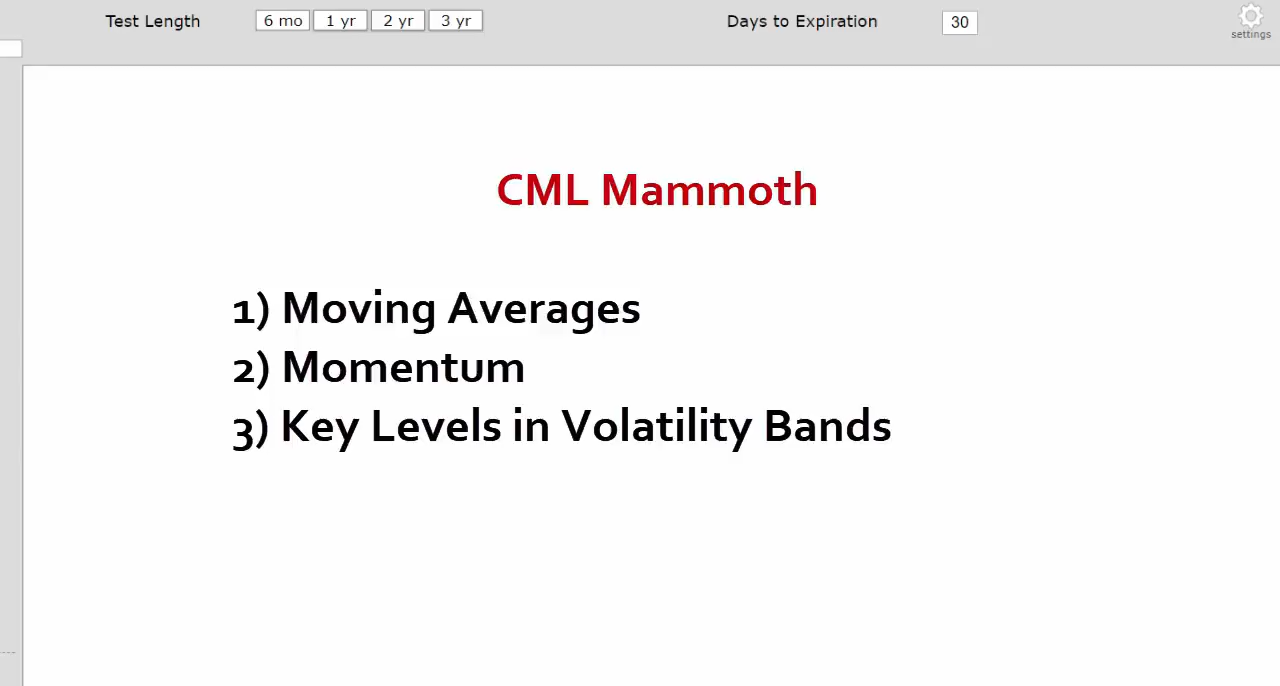 Test Length 6 mo 1 yr 2 yr 3 yr Days to Expiration 30
settings
CML Mammoth
1) Moving Averages
2) Momentum
3) Key Levels in Volatility Bands